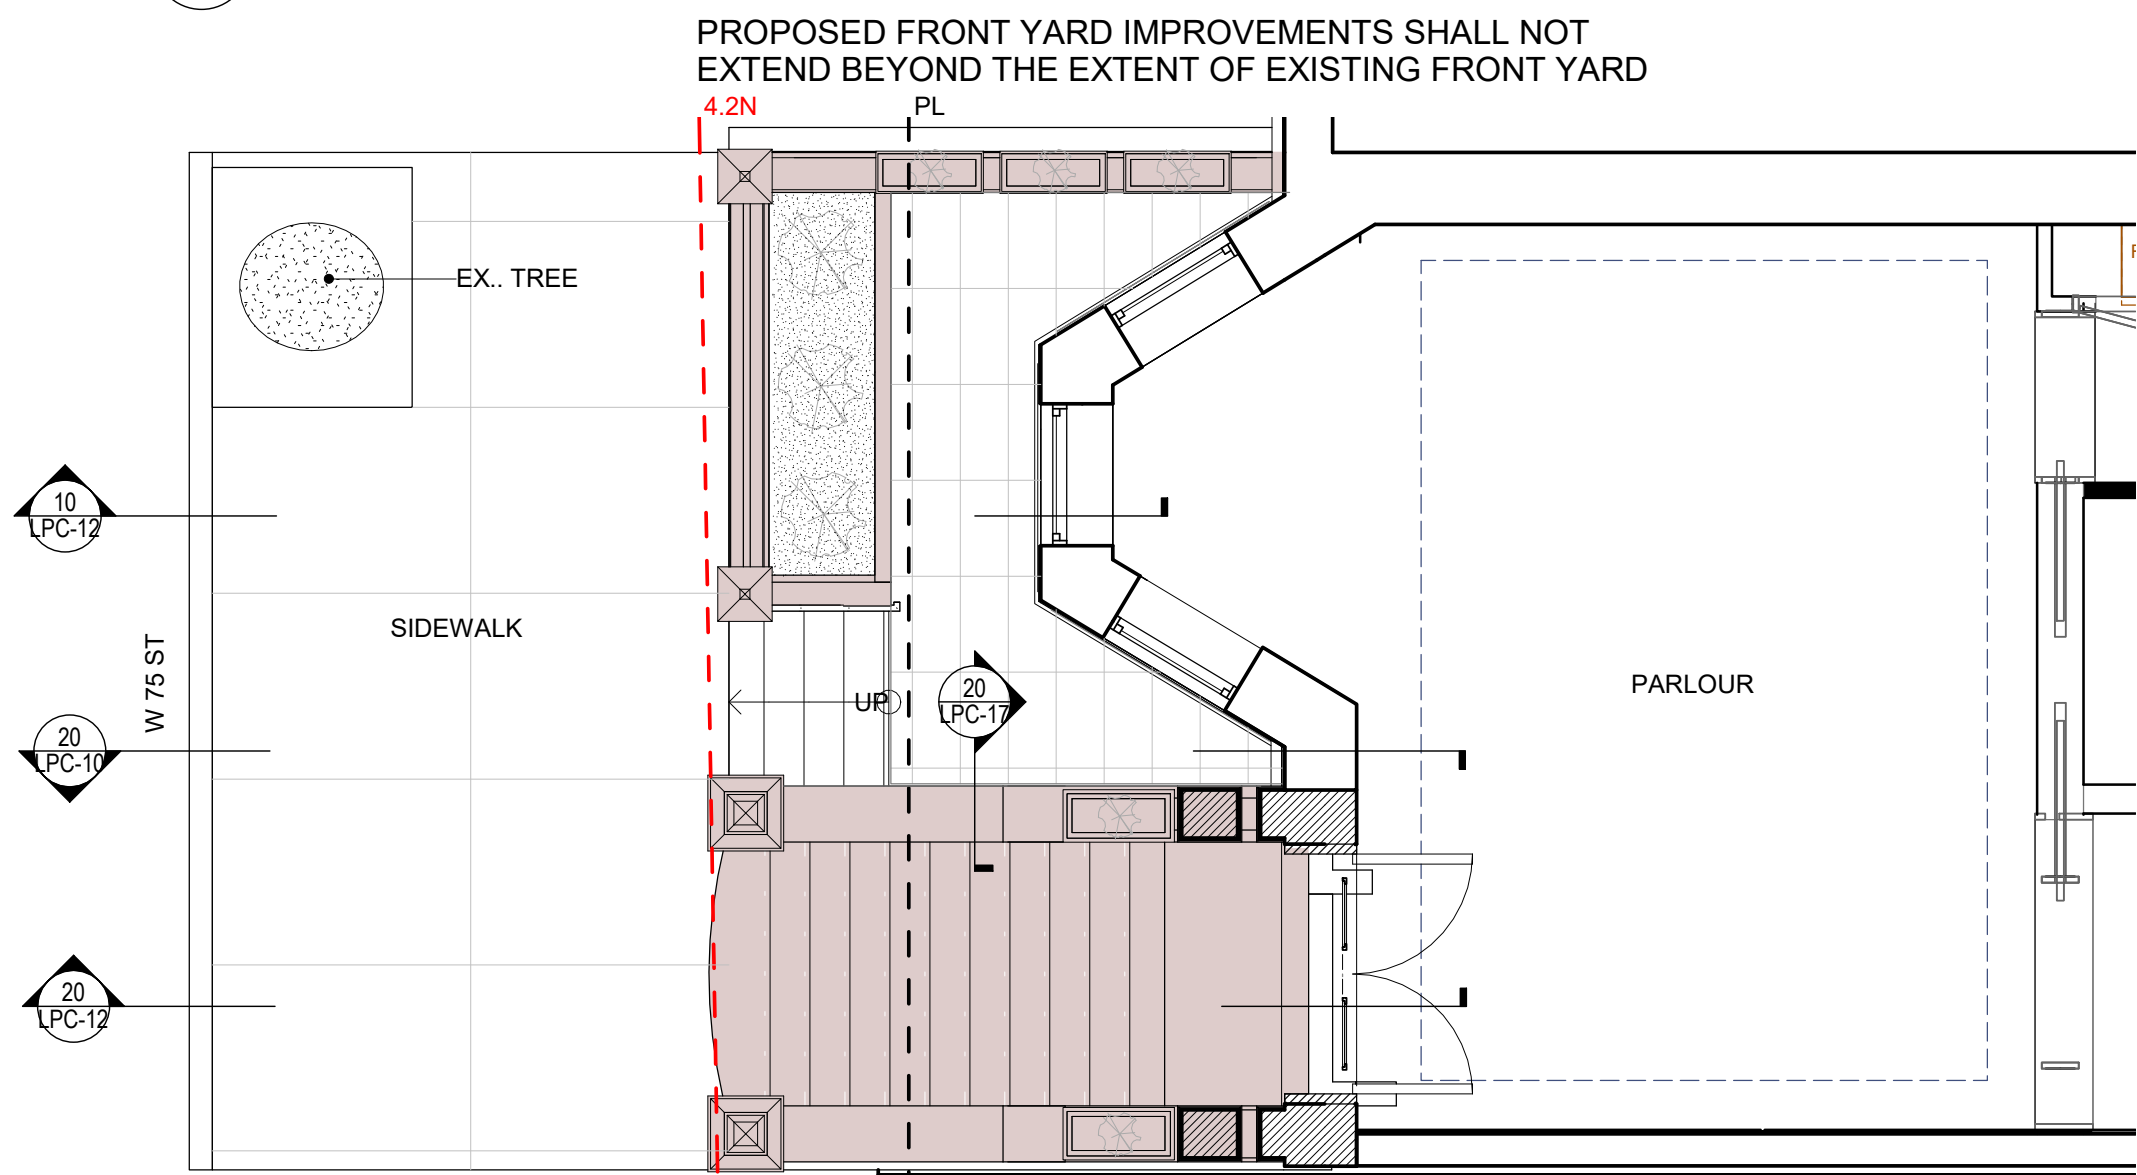 PROPOSED FRONT YARD IMPROVEMENTS SHALL NOT
EXTEND BEYOND THE EXTENT OF EXISTING FRONT YARD
4.2N
PL
EX.. TREE
10
LPC-12
SIDEWALK
W 75 ST
UP
20
LPC-17
PARLOUR
20
LPC-10
20
LPC-12